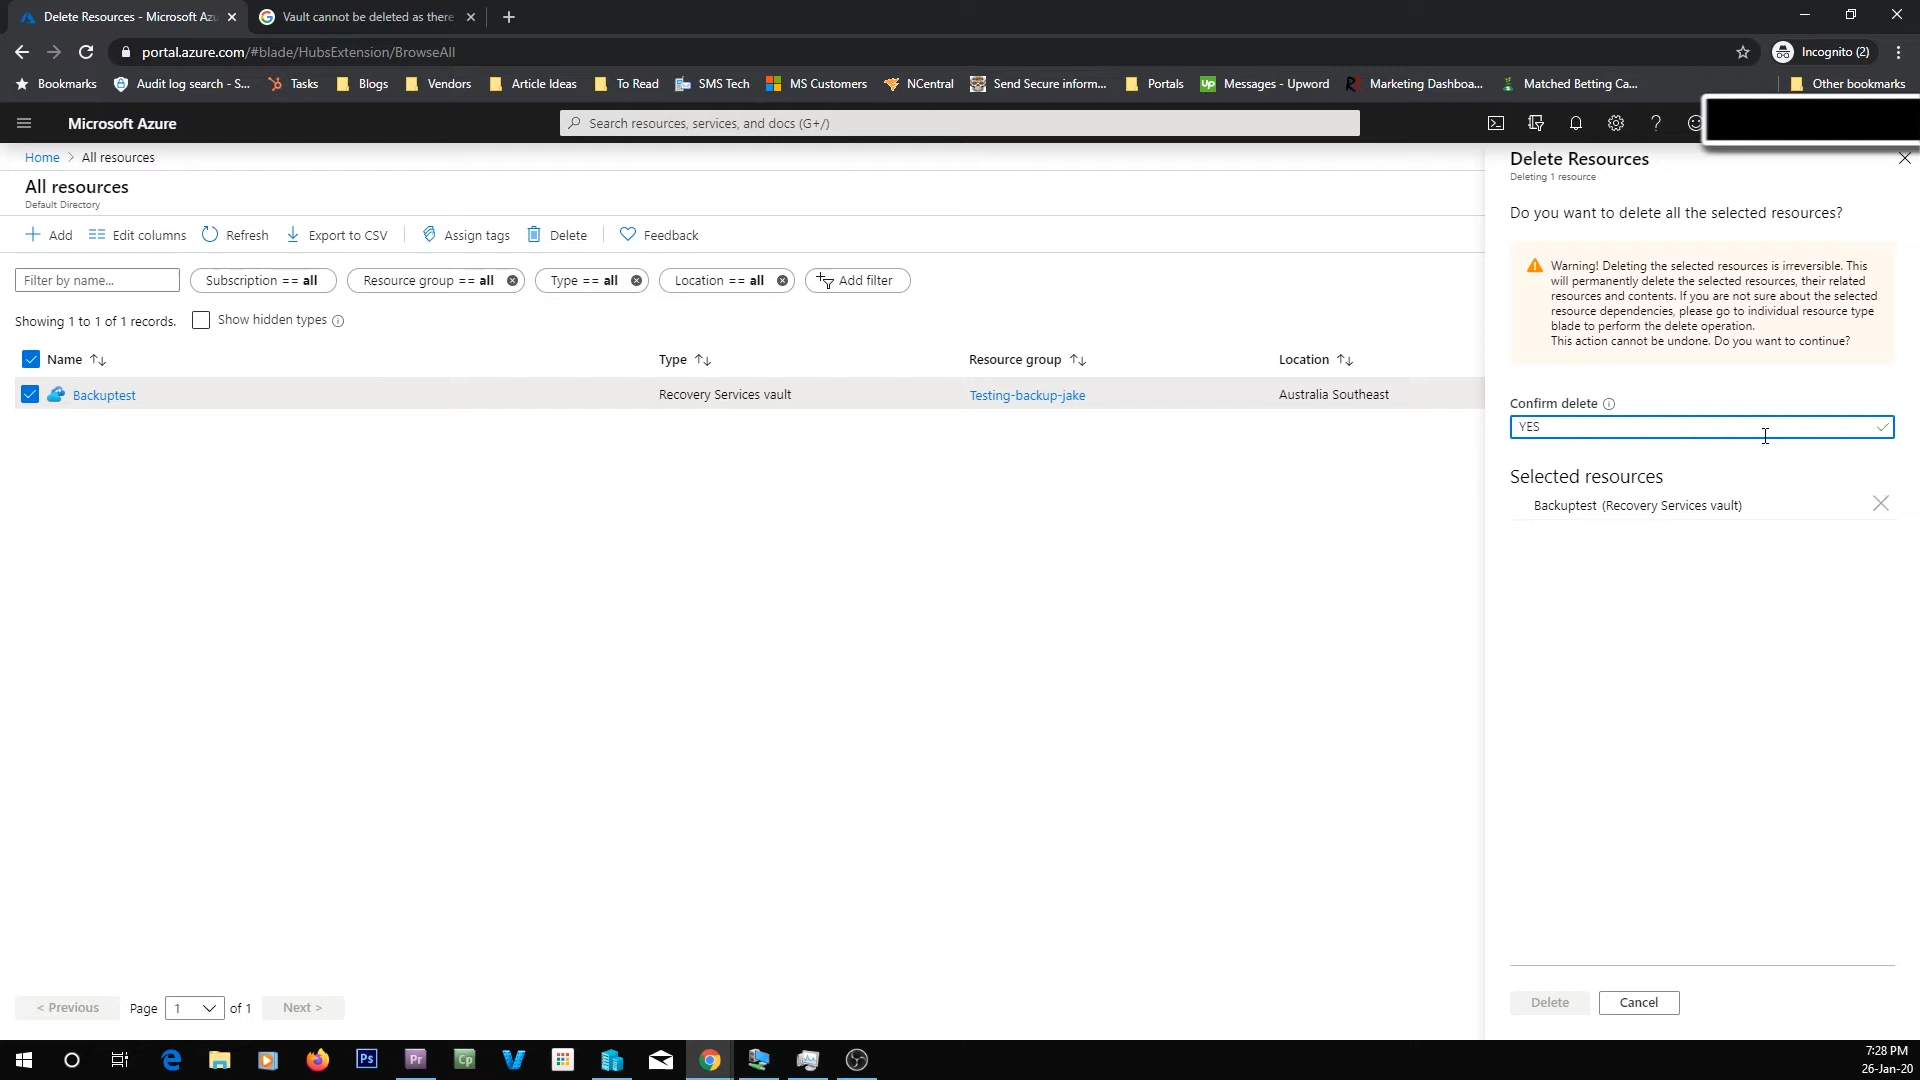 Delete Resources - Microsoft Azu
Vault cannot be deleted as there
portal.azure.com/#blade/HubsExtension/BrowseAll
Incognito (2)
Bookmarks
Audit log search - S...
Tasks
Blogs
Vendors
Article Ideas
To Read
SMS Tech
MS Customers
NCentral
Send Secure inform...
Portals
Up Messages - Upword
Marketing Dashboa...
Matched Betting Ca...
Other bookmarks
Microsoft Azure
Search resources, services, and docs (G+/)
Home > All resources
All resources
Default Directory
Add
Edit columns
Refresh
Export to CSV
Assign tags
Delete
Feedback
Filter by name...
Subscription == all
Resource group == all
Type == all
Location == all
Add filter
Showing 1 to 1 of 1 records.
Show hidden types
Name
Type
Resource group
Location
Backuptest
Recovery Services vault
Testing-backup-jake
Australia Southeast
< Previous
Page 1 of 1
Next >
Delete Resources
Deleting 1 resource
Do you want to delete all the selected resources?
Warning! Deleting the selected resources is irreversible. This
will permanently delete the selected resources, their related
resources and contents. If you are not sure about the selected
resource dependencies, please go to individual resource type
blade to perform the delete operation.
This action cannot be undone. Do you want to continue?
Confirm delete
YES
Selected resources
Backuptest (Recovery Services vault)
Delete
Cancel
Ps
Pr
Cp
7:28 PM
26-Jan-20